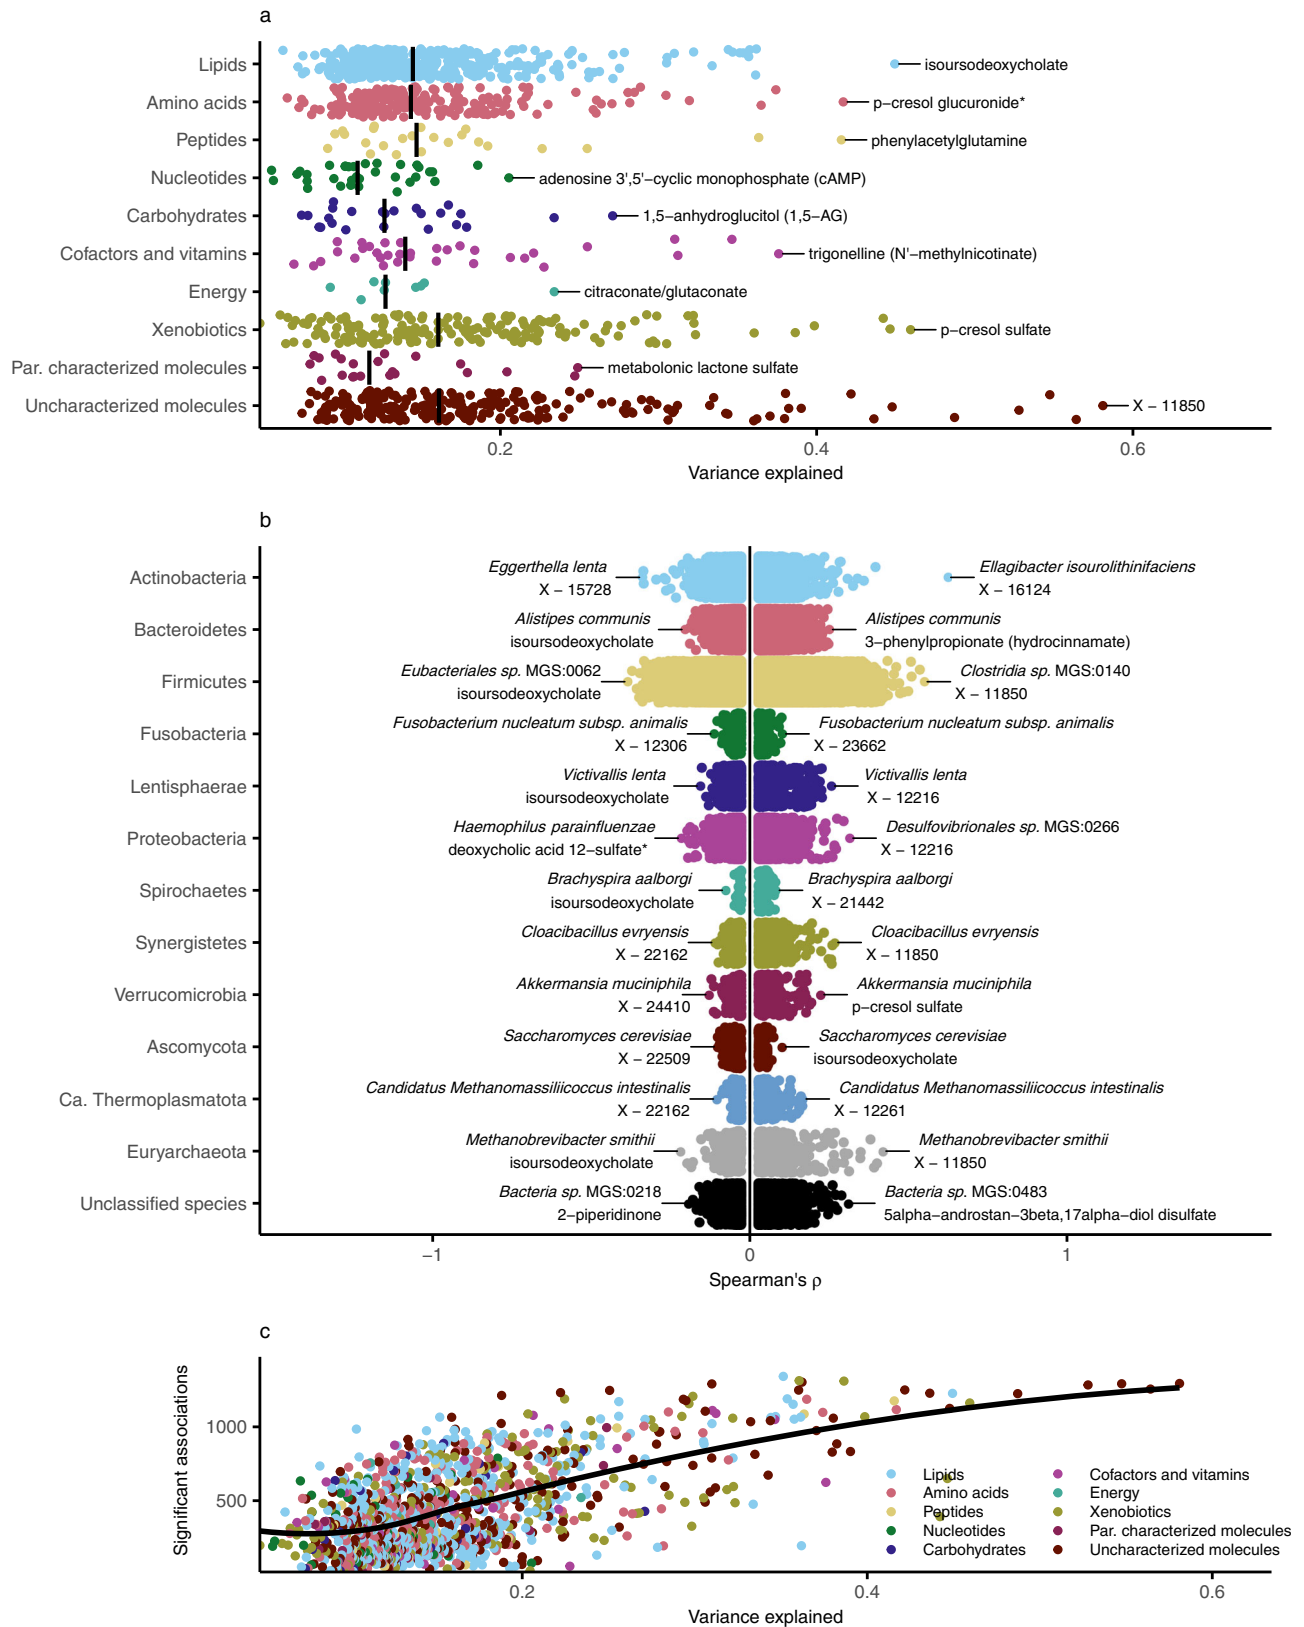 a
Lipids
isoursodeoxycholate
Amino acids
p−cresol glucuronide*
Peptides
phenylacetylglutamine
Nucleotides
adenosine 3',5'−cyclic monophosphate (cAMP)
Carbohydrates
1,5−anhydroglucitol (1,5−AG)
Cofactors and vitamins
trigonelline (N'−methylnicotinate)
Energy
citraconate/glutaconate
Xenobiotics
p−cresol sulfate
Par. characterized molecules
metabolonic lactone sulfate
Uncharacterized molecules
X − 11850
0.2 0.4 0.6
Variance explained
b
Actinobacteria
Eggerthella lenta
X − 15728
Ellagibacter isourolithinifaciens
X − 16124
Bacteroidetes
Alistipes communis
isoursodeoxycholate
Alistipes communis
3−phenylpropionate (hydrocinnamate)
Firmicutes
Eubacteriales sp. MGS:0062
isoursodeoxycholate
Clostridia sp. MGS:0140
X − 11850
Fusobacteria
Fusobacterium nucleatum subsp. animalis
X − 12306
Fusobacterium nucleatum subsp. animalis
X − 23662
Lentisphaerae
Victivallis lenta
isoursodeoxycholate
Victivallis lenta
X − 12216
Proteobacteria
Haemophilus parainfluenzae
deoxycholic acid 12−sulfate*
Desulfovibrionales sp. MGS:0266
X − 12216
Spirochaetes
Brachyspira aalborgi
isoursodeoxycholate
Brachyspira aalborgi
X − 21442
Synergistetes
Cloacibacillus evryensis
X − 22162
Cloacibacillus evryensis
X − 11850
Verrucomicrobia
Akkermansia muciniphila
X − 24410
Akkermansia muciniphila
p−cresol sulfate
Ascomycota
Saccharomyces cerevisiae
X − 22509
Saccharomyces cerevisiae
isoursodeoxycholate
Ca. Thermoplasmatota
Candidatus Methanomassiliicoccus intestinalis
X − 22162
Candidatus Methanomassiliicoccus intestinalis
X − 12261
Euryarchaeota
Methanobrevibacter smithii
isoursodeoxycholate
Methanobrevibacter smithii
X − 11850
Unclassified species
Bacteria sp. MGS:0218
2−piperidinone
Bacteria sp. MGS:0483
5alpha−androstan−3beta,17alpha−diol disulfate
−1 0 1
Spearman's ρ
c
Significant associations
1000
500
Lipids
Amino acids
Peptides
Nucleotides
Carbohydrates
Cofactors and vitamins
Energy
Xenobiotics
Par. characterized molecules
Uncharacterized molecules
0.2 0.4 0.6
Variance explained